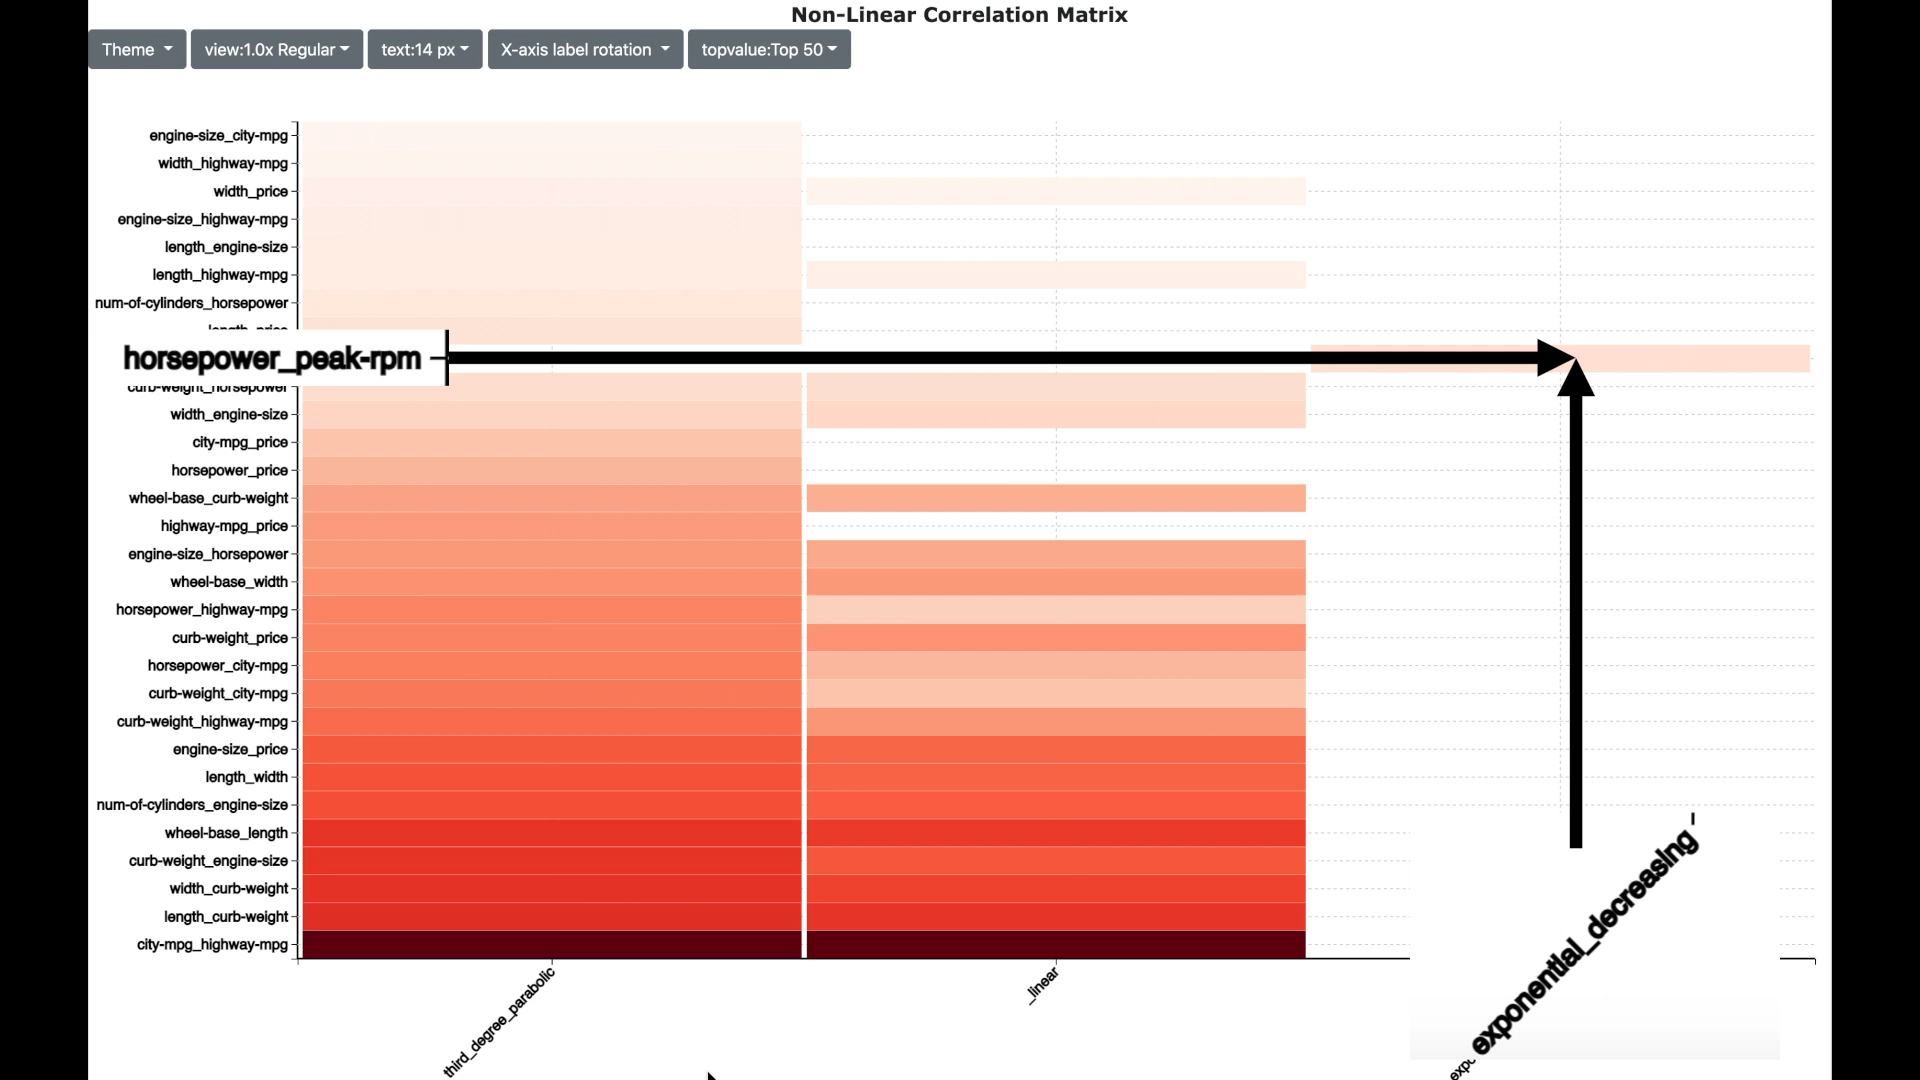 Non-Linear Correlation Matrix
Theme view:1.0x Regular text:14 px X-axis label rotation topvalue:Top 50
engine-size_city-mpg
width_highway-mpg
width_price
engine-size_highway-mpg
length_engine-size
length_highway-mpg
num-of-cylinders_horsepower
length_price
horsepower_peak-rpm
curb-weight_horsepower
width_engine-size
city-mpg_price
horsepower_price
wheel-base_curb-weight
highway-mpg_price
engine-size_horsepower
wheel-base_width
horsepower_highway-mpg
curb-weight_price
horsepower_city-mpg
curb-weight_city-mpg
curb-weight_highway-mpg
engine-size_price
length_width
num-of-cylinders_engine-size
wheel-base_length
curb-weight_engine-size
width_curb-weight
length_curb-weight
city-mpg_highway-mpg
third_degree_parabolic
_linear
exponential_decreasing